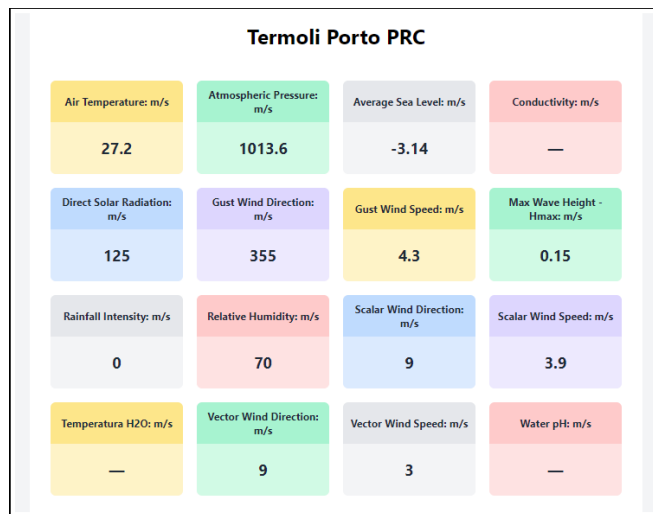 Termoli Porto PRC
Air Temperature: m/s
27.2
Atmospheric Pressure:
m/s
1013.6
Average Sea Level: m/s
-3.14
Conductivity: m/s
—
Direct Solar Radiation:
m/s
125
Gust Wind Direction:
m/s
355
Gust Wind Speed: m/s
4.3
Max Wave Height -
Hmax: m/s
0.15
Rainfall Intensity: m/s
0
Relative Humidity: m/s
70
Scalar Wind Direction:
m/s
9
Scalar Wind Speed: m/s
3.9
Temperatura H2O: m/s
—
Vector Wind Direction:
m/s
9
Vector Wind Speed: m/s
3
Water pH: m/s
—